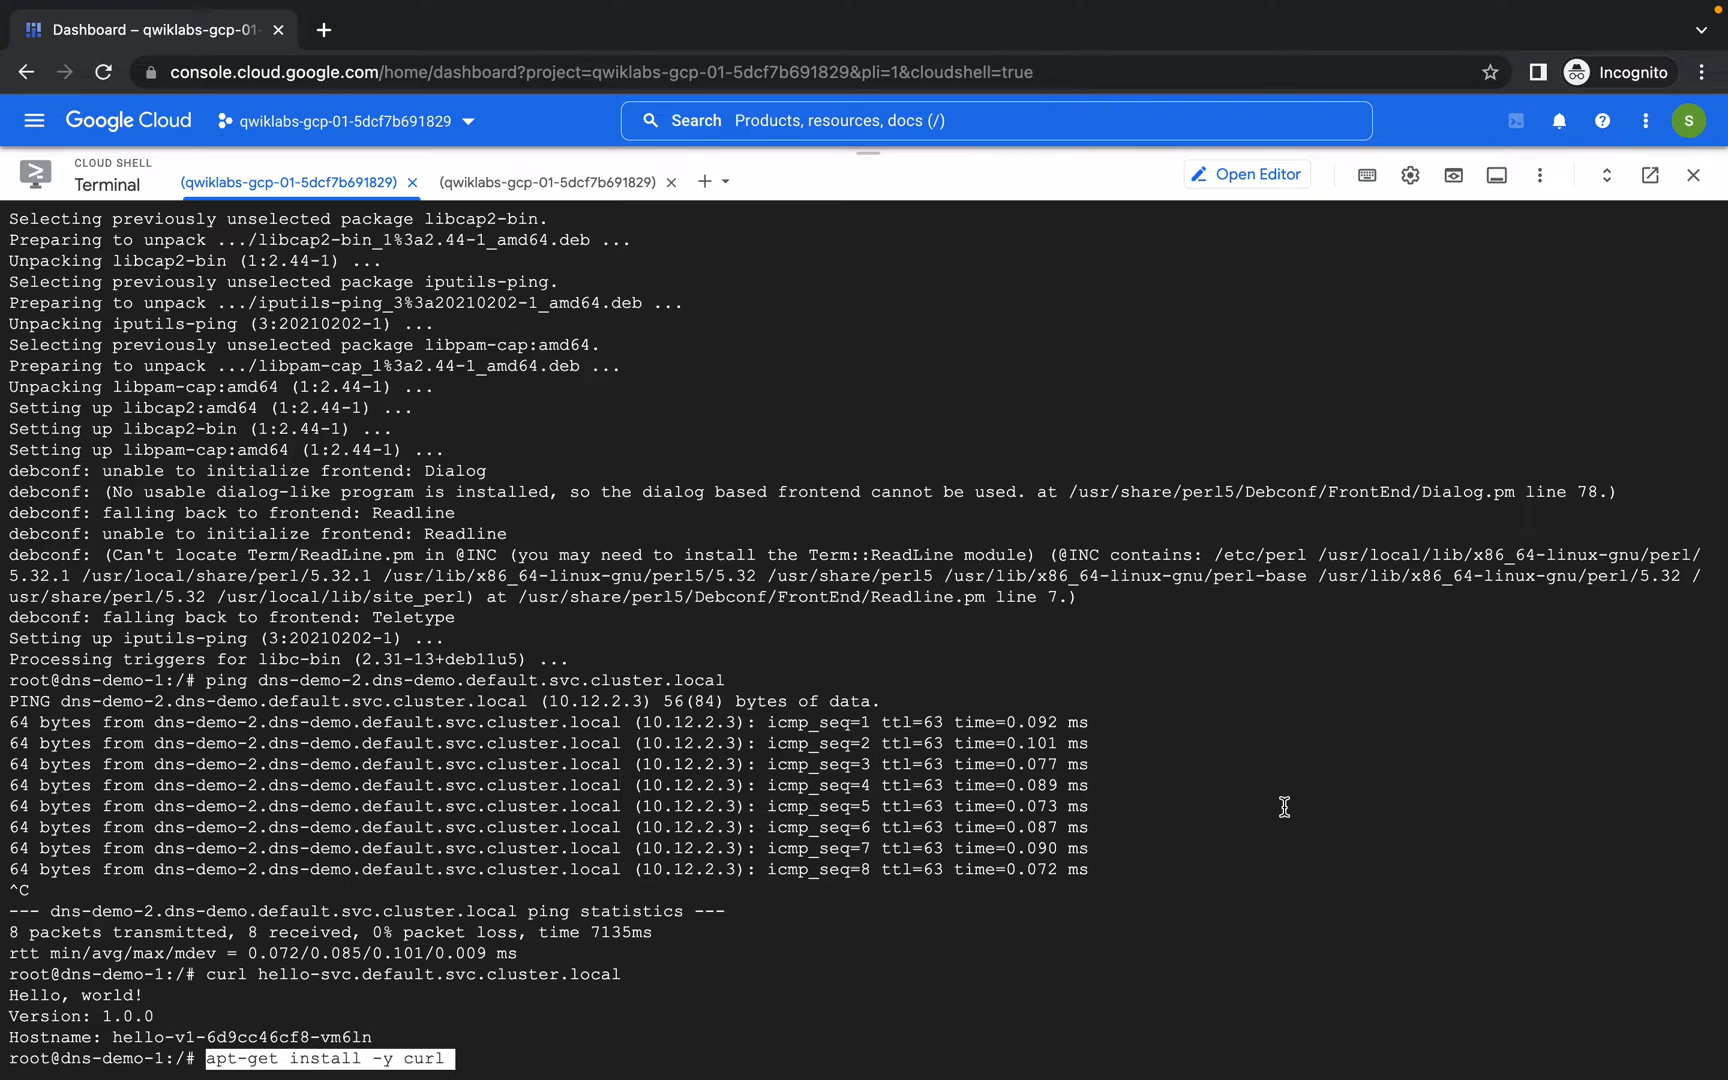 Dashboard – qwiklabs-gcp-01-
console.cloud.google.com/home/dashboard?project=qwiklabs-gcp-01-5dcf7b691829&pli=1&cloudshell=true
Incognito
Google Cloud
qwiklabs-gcp-01-5dcf7b691829
Search Products, resources, docs (/)
S
CLOUD SHELL
Terminal
(qwiklabs-gcp-01-5dcf7b691829)
(qwiklabs-gcp-01-5dcf7b691829)
Open Editor
Selecting previously unselected package libcap2-bin.
Preparing to unpack .../libcap2-bin_1%3a2.44-1_amd64.deb ...
Unpacking libcap2-bin (1:2.44-1) ...
Selecting previously unselected package iputils-ping.
Preparing to unpack .../iputils-ping_3%3a20210202-1_amd64.deb ...
Unpacking iputils-ping (3:20210202-1) ...
Selecting previously unselected package libpam-cap:amd64.
Preparing to unpack .../libpam-cap_1%3a2.44-1_amd64.deb ...
Unpacking libpam-cap:amd64 (1:2.44-1) ...
Setting up libcap2:amd64 (1:2.44-1) ...
Setting up libcap2-bin (1:2.44-1) ...
Setting up libpam-cap:amd64 (1:2.44-1) ...
debconf: unable to initialize frontend: Dialog
debconf: (No usable dialog-like program is installed, so the dialog based frontend cannot be used. at /usr/share/perl5/Debconf/FrontEnd/Dialog.pm line 78.)
debconf: falling back to frontend: Readline
debconf: unable to initialize frontend: Readline
debconf: (Can't locate Term/ReadLine.pm in @INC (you may need to install the Term::ReadLine module) (@INC contains: /etc/perl /usr/local/lib/x86_64-linux-gnu/perl/
5.32.1 /usr/local/share/perl/5.32.1 /usr/lib/x86_64-linux-gnu/perl5/5.32 /usr/share/perl5 /usr/lib/x86_64-linux-gnu/perl-base /usr/lib/x86_64-linux-gnu/perl/5.32 /
usr/share/perl/5.32 /usr/local/lib/site_perl) at /usr/share/perl5/Debconf/FrontEnd/Readline.pm line 7.)
debconf: falling back to frontend: Teletype
Setting up iputils-ping (3:20210202-1) ...
Processing triggers for libc-bin (2.31-13+deb11u5) ...
root@dns-demo-1:/# ping dns-demo-2.dns-demo.default.svc.cluster.local
PING dns-demo-2.dns-demo.default.svc.cluster.local (10.12.2.3) 56(84) bytes of data.
64 bytes from dns-demo-2.dns-demo.default.svc.cluster.local (10.12.2.3): icmp_seq=1 ttl=63 time=0.092 ms
64 bytes from dns-demo-2.dns-demo.default.svc.cluster.local (10.12.2.3): icmp_seq=2 ttl=63 time=0.101 ms
64 bytes from dns-demo-2.dns-demo.default.svc.cluster.local (10.12.2.3): icmp_seq=3 ttl=63 time=0.077 ms
64 bytes from dns-demo-2.dns-demo.default.svc.cluster.local (10.12.2.3): icmp_seq=4 ttl=63 time=0.089 ms
64 bytes from dns-demo-2.dns-demo.default.svc.cluster.local (10.12.2.3): icmp_seq=5 ttl=63 time=0.073 ms
64 bytes from dns-demo-2.dns-demo.default.svc.cluster.local (10.12.2.3): icmp_seq=6 ttl=63 time=0.087 ms
64 bytes from dns-demo-2.dns-demo.default.svc.cluster.local (10.12.2.3): icmp_seq=7 ttl=63 time=0.090 ms
64 bytes from dns-demo-2.dns-demo.default.svc.cluster.local (10.12.2.3): icmp_seq=8 ttl=63 time=0.072 ms
^C
--- dns-demo-2.dns-demo.default.svc.cluster.local ping statistics ---
8 packets transmitted, 8 received, 0% packet loss, time 7135ms
rtt min/avg/max/mdev = 0.072/0.085/0.101/0.009 ms
root@dns-demo-1:/# curl hello-svc.default.svc.cluster.local
Hello, world!
Version: 1.0.0
Hostname: hello-v1-6d9cc46cf8-vm6ln
root@dns-demo-1:/# apt-get install -y curl